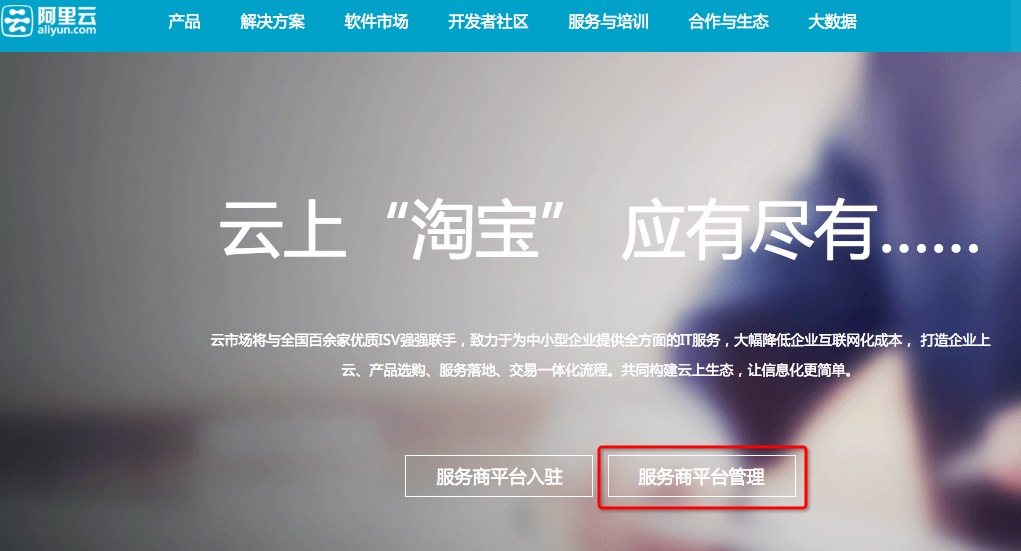 阿里云
aliyun.com
产品 解决方案 软件市场 开发者社区 服务与培训 合作与生态 大数据
云上“淘宝” 应有尽有......
云市场将与全国百余家优质ISV强强联手，致力于为中小型企业提供全方面的IT服务，大幅降低企业互联网化成本， 打造企业上
云、产品选购、服务落地、交易一体化流程。共同构建云上生态，让信息化更简单。
服务商平台入驻 服务商平台管理